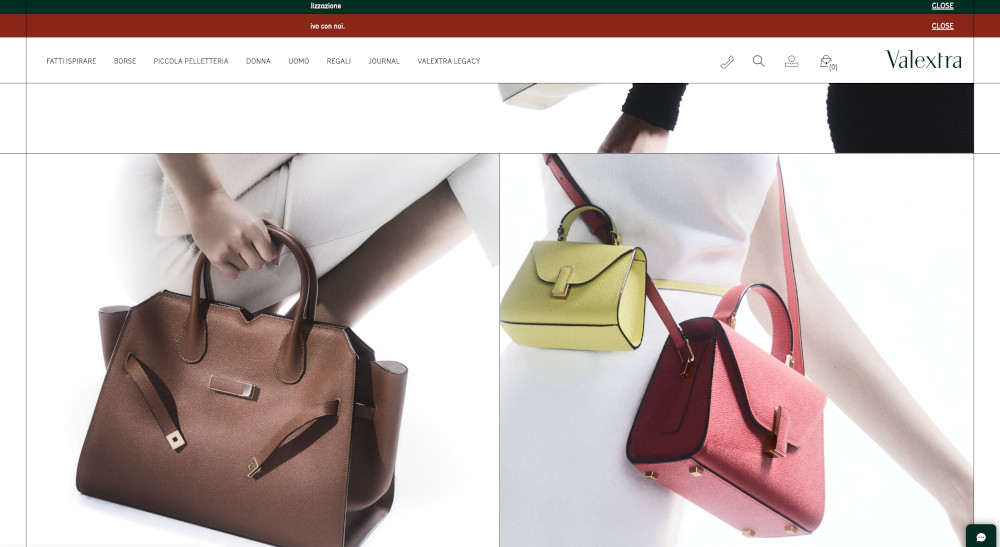 .lizzazione
CLOSE
ivo con noi.
CLOSE
FATTI ISPIRARE BORSE PICCOLA PELLETTERIA DONNA UOMO REGALI JOURNAL VALEXTRA LEGACY
(0)
Valextra